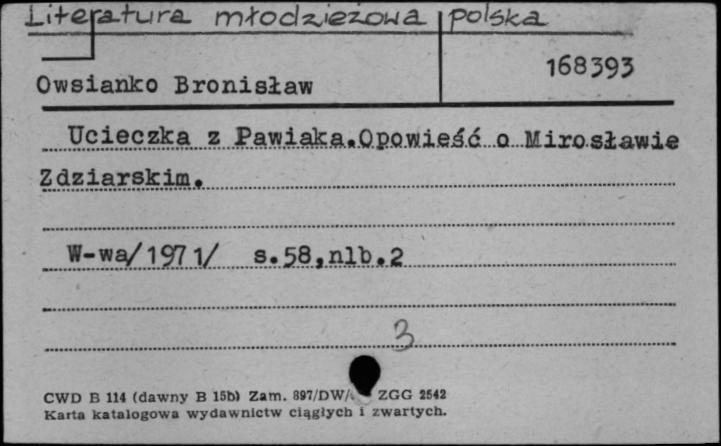 Literatura młodzieżowa polska
168393
Owsianko Bronisław
Ucieczka z Pawiaka.Opowieść o Mirosławie
Zdziarskim.
W-wa/1971/ s.58,nlb.2
3
CWD B 114 (dawny B 15b) Zam. 897/DW/ ZGG 2542
Karta katalogowa wydawnictw ciągłych i zwartych.